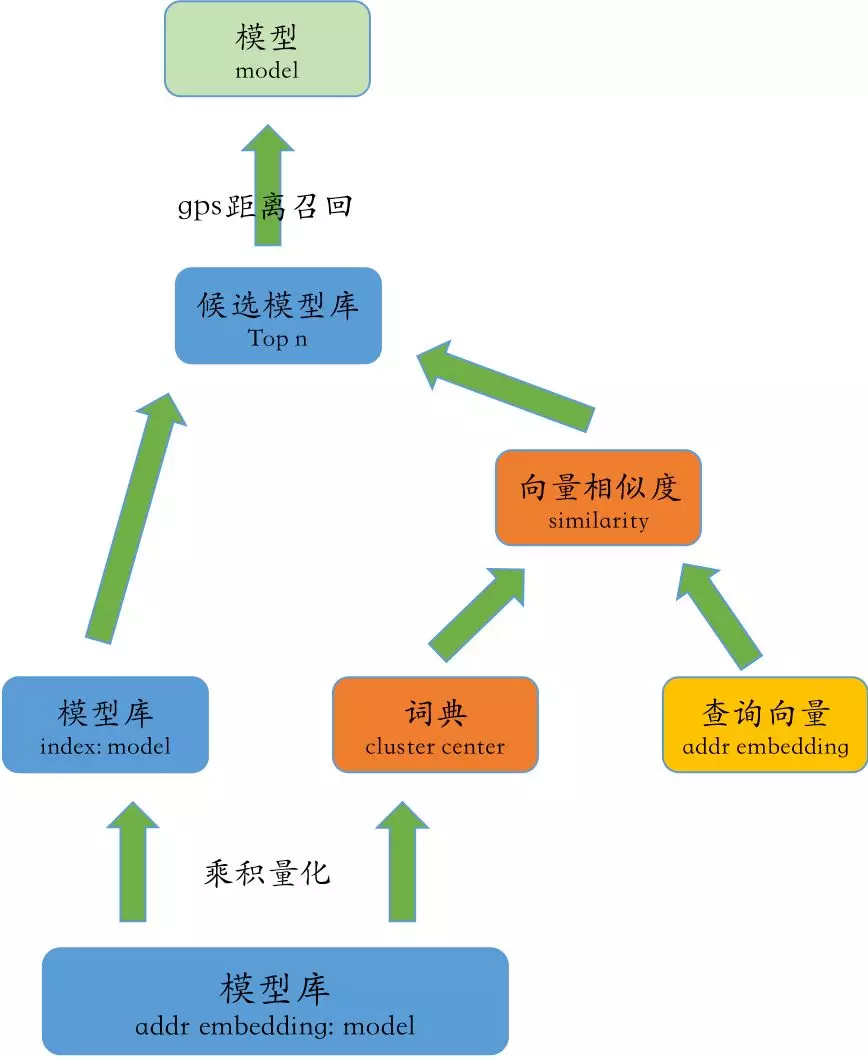 模型
model
gps距离召回
候选模型库
Top n
向量相似度
similarity
模型库
index: model
词典
cluster center
查询向量
addr embedding
乘积量化
模型库
addr embedding: model